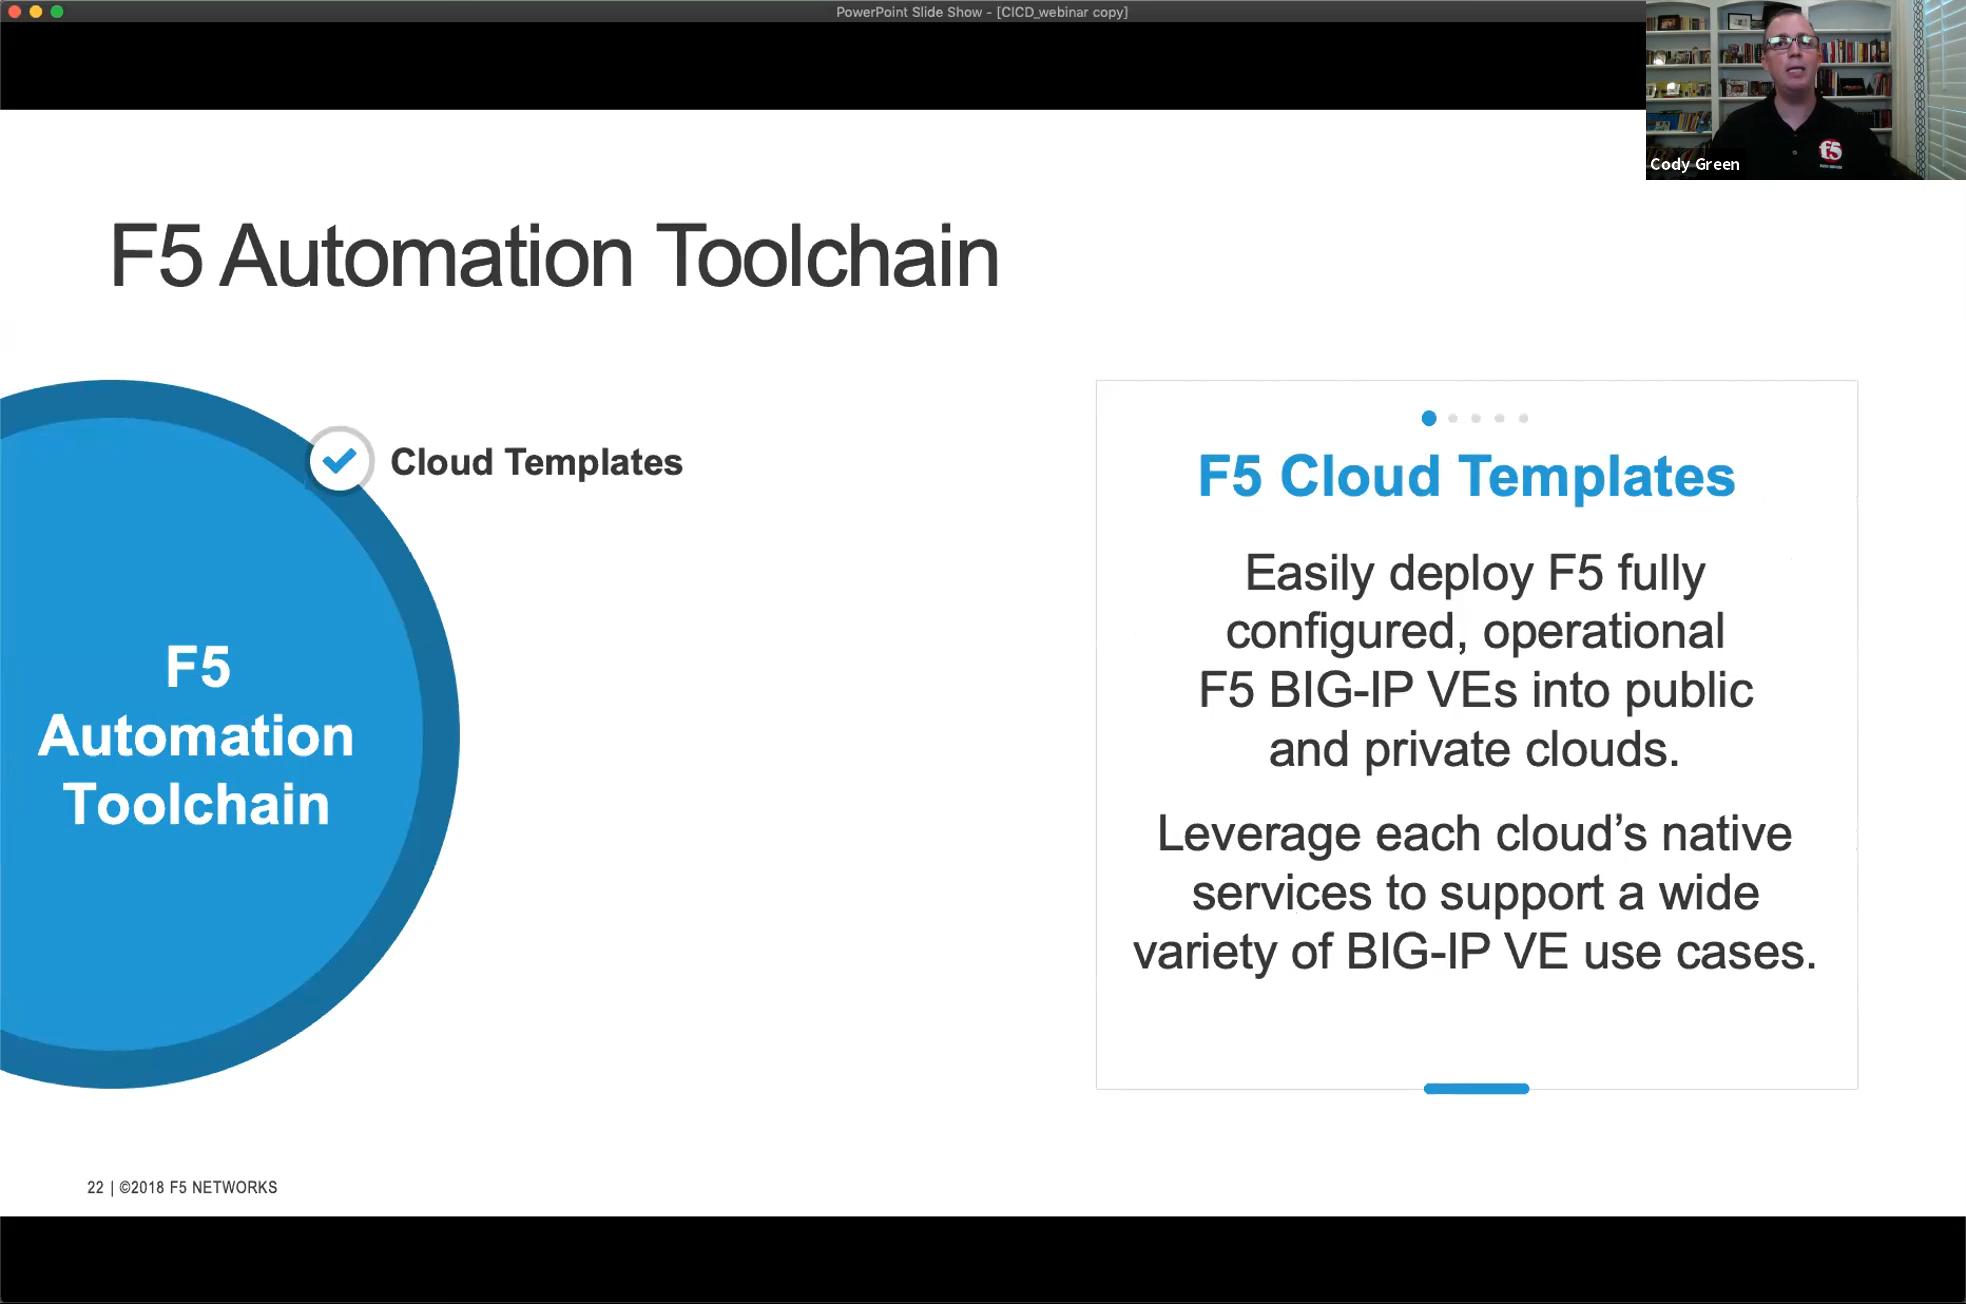 PowerPoint Slide Show - [CICD_webinar copy]
f5
Cody Green
F5 Automation Toolchain
Cloud Templates
F5
Automation
Toolchain
F5 Cloud Templates
Easily deploy F5 fully
configured, operational
F5 BIG-IP VEs into public
and private clouds.
Leverage each cloud’s native
services to support a wide
variety of BIG-IP VE use cases.
22 | ©2018 F5 NETWORKS